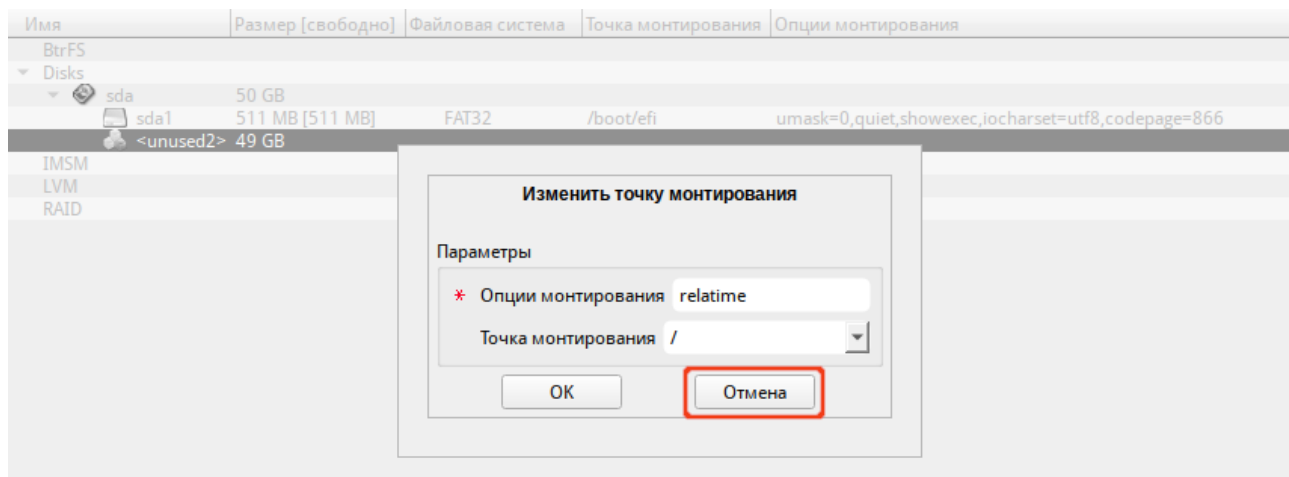 Имя Размер [свободно] Файловая система Точка монтирования Опции монтирования
BtrFS
Disks
sda 50 GB
sda1 511 MB [511 MB] FAT32 /boot/efi umask=0,quiet,showexec,iocharset=utf8,codepage=866
<unused2> 49 GB
IMSM
LVM
RAID
Изменить точку монтирования
Параметры
* Опции монтирования relatime
Точка монтирования /
OK Отмена